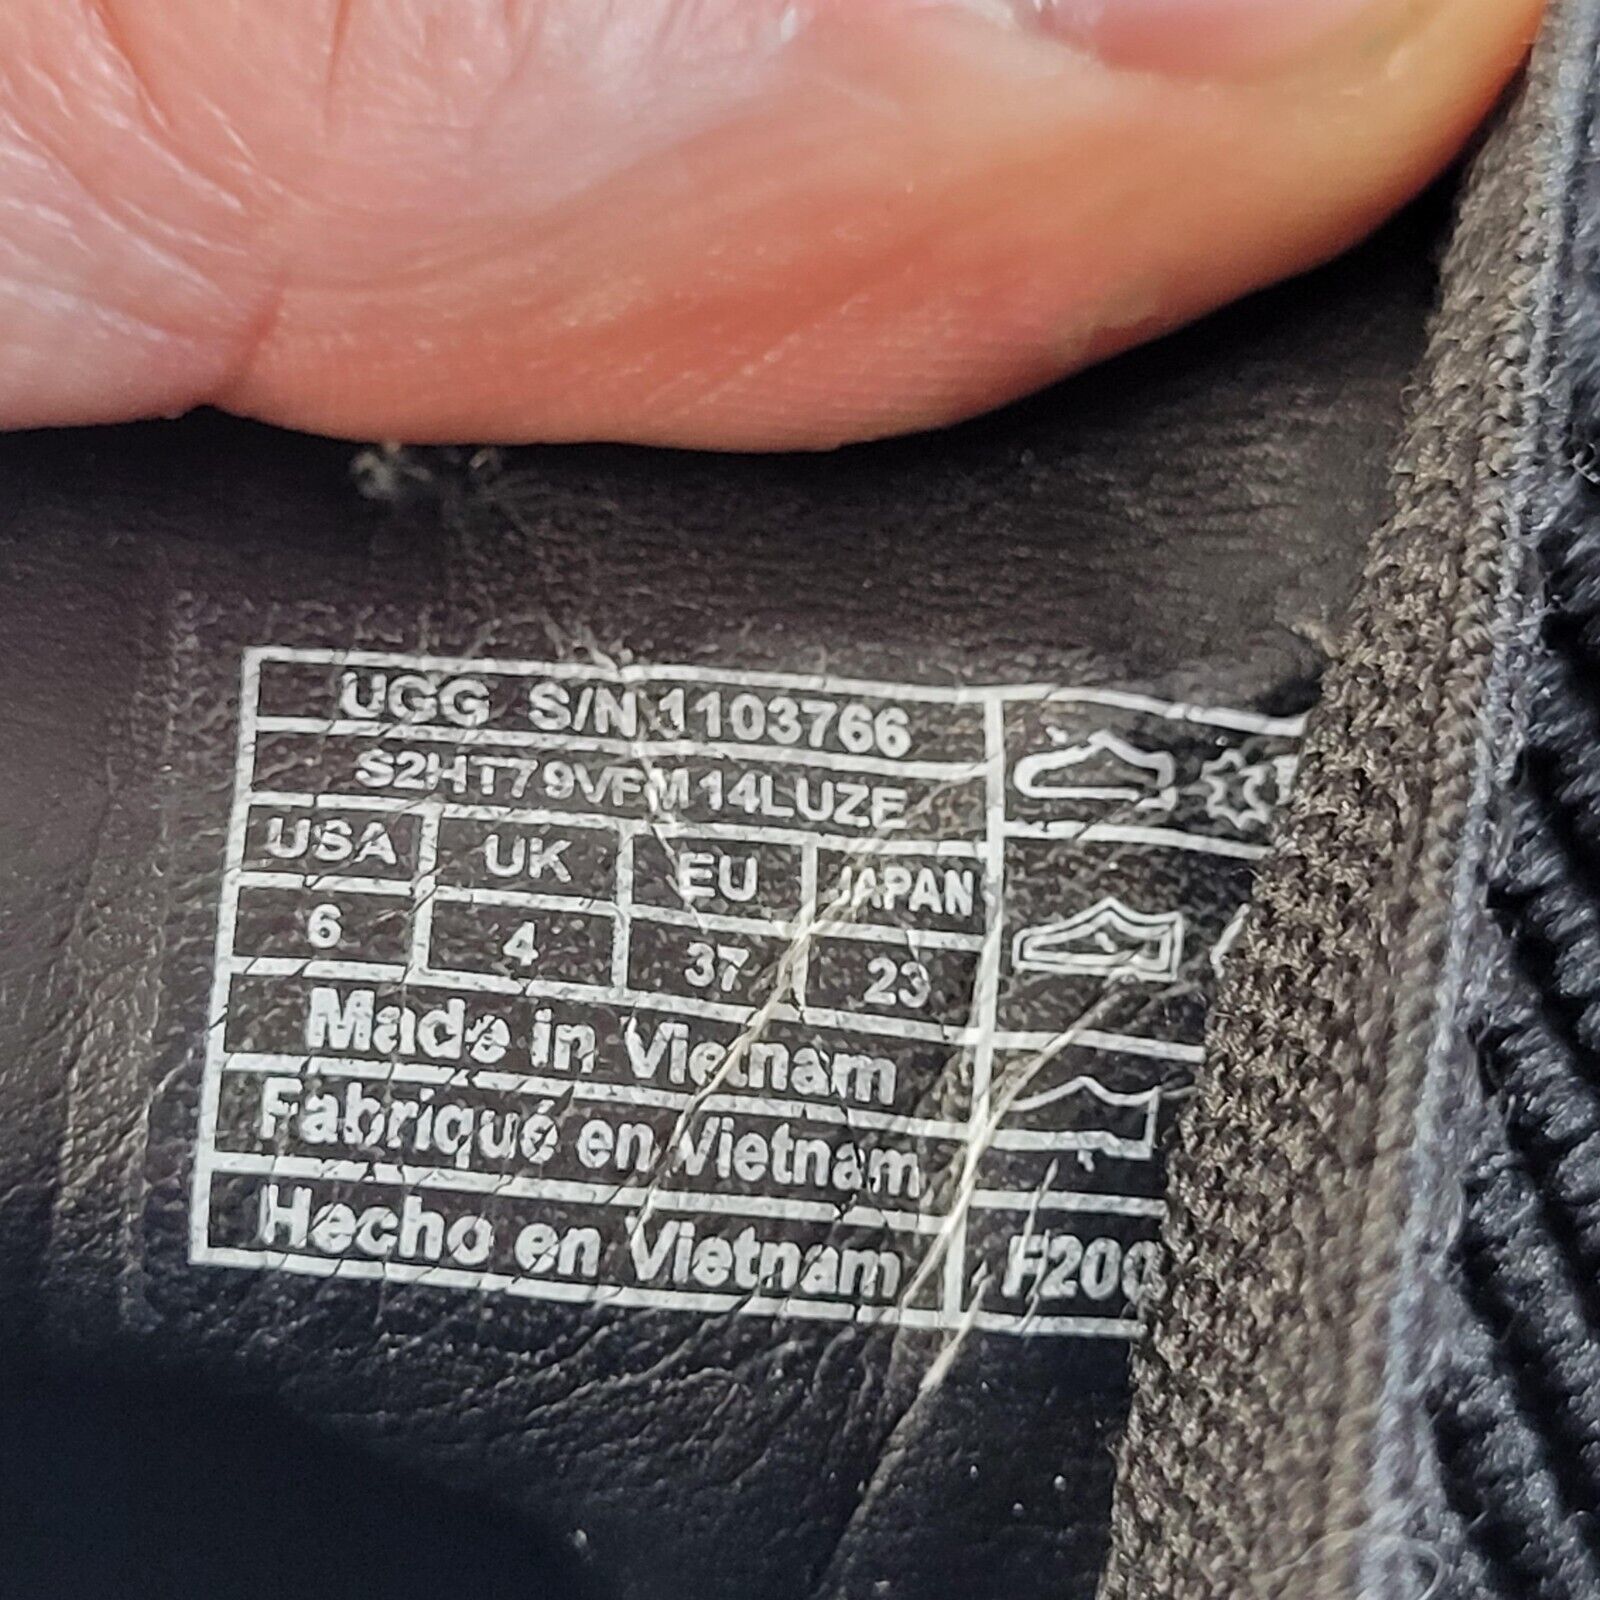 UGG S/N 1103766
S2HT79VFM14LUZE
USA UK EU JAPAN
6 4 37 23
Made in Vietnam
Fabriqué en Vietnam
Hecho en Vietnam